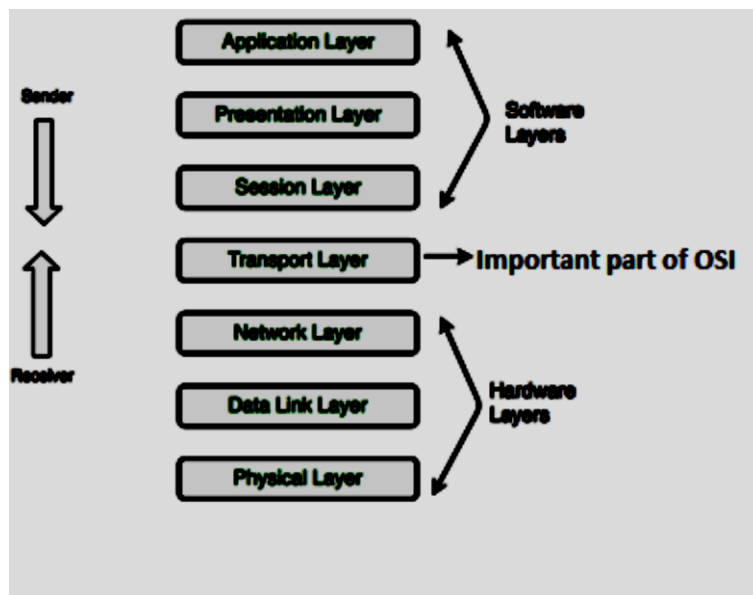 Application Layer
Sender
Presentation Layer
Software
Layers
Session Layer
Transport Layer
Important part of OSI
Network Layer
Receiver
Hardware
Layers
Data Link Layer
Physical Layer